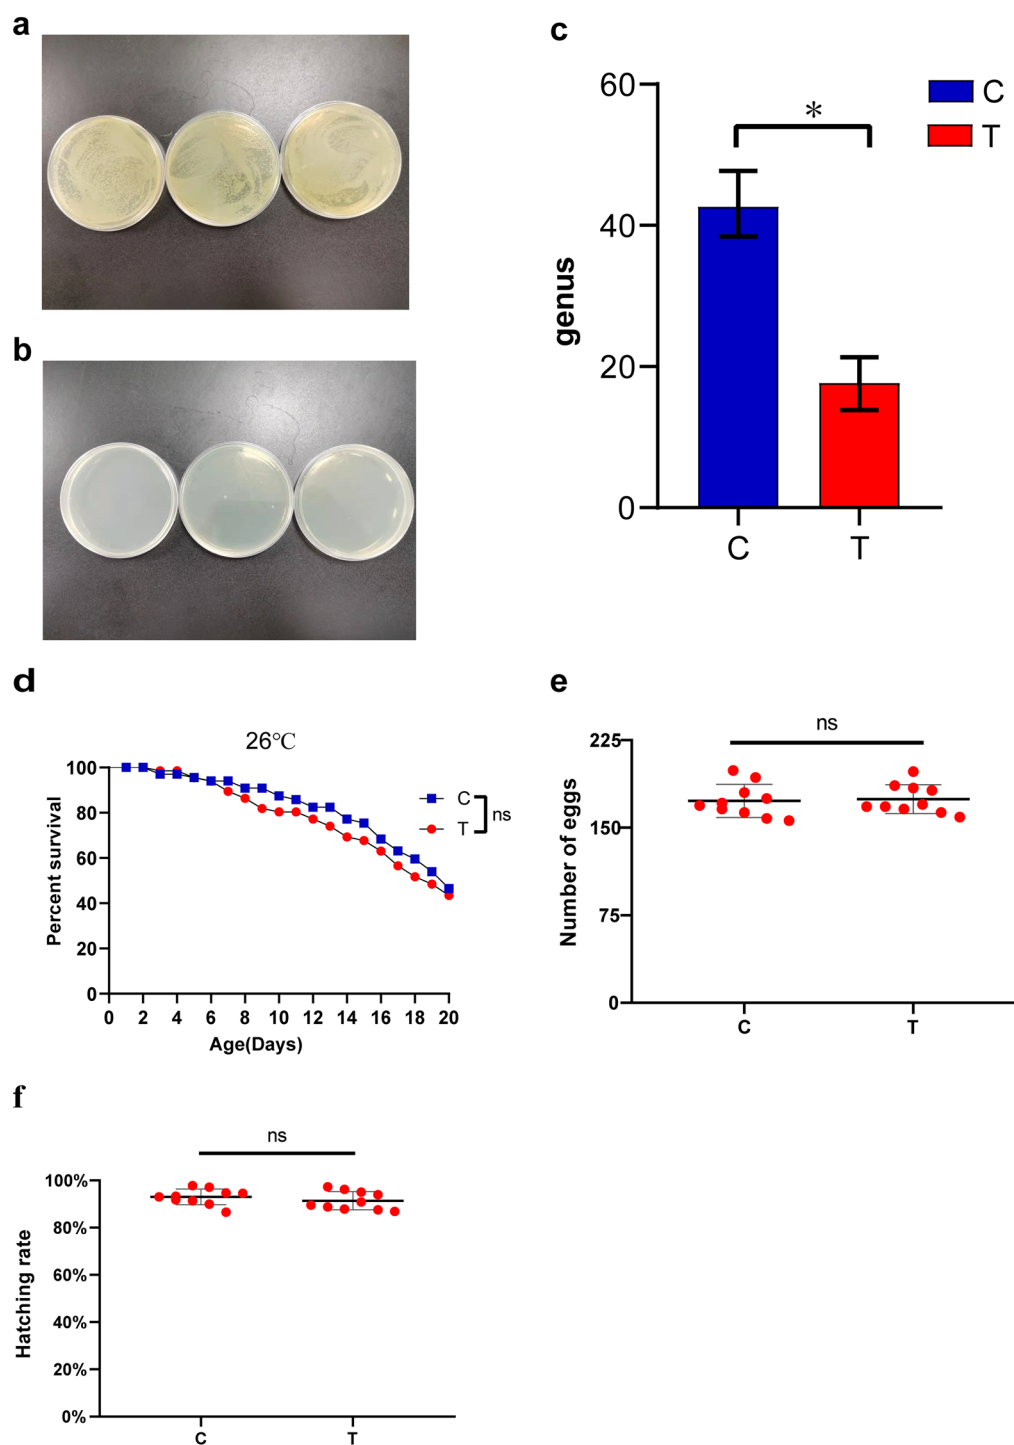 a
b
c
60
40
20
0
genus
*
C
T
C
T
d
26℃
100
80
60
40
20
0
Percent survival
0 2 4 6 8 10 12 14 16 18 20
Age(Days)
C
T
ns
e
ns
225
150
75
0
Number of eggs
C T
f
ns
100%
80%
60%
40%
20%
0%
Hatching rate
C T